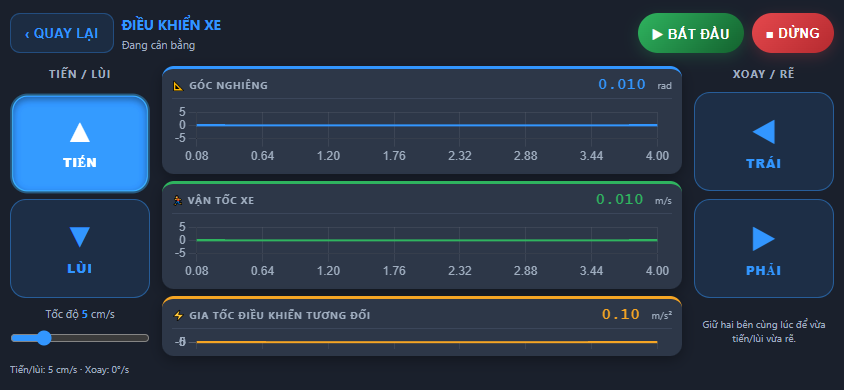 ‹ QUAY LẠI
ĐIỀU KHIỂN XE
Đang cân bằng
▶ BẮT ĐẦU
■ DỪNG
TIẾN / LÙI
▲
TIẾN
▼
LÙI
Tốc độ 5 cm/s
Tiến/lùi: 5 cm/s · Xoay: 0°/s
GÓC NGHIÊNG 0.010 rad
5
0
-5
0.08 0.64 1.20 1.76 2.32 2.88 3.44 4.00
VẬN TỐC XE 0.010 m/s
5
0
-5
0.08 0.64 1.20 1.76 2.32 2.88 3.44 4.00
GIA TỐC ĐIỀU KHIỂN TƯƠNG ĐỐI 0.10 m/s²
XOAY / RẼ
◀
TRÁI
▶
PHẢI
Giữ hai bên cùng lúc để vừa
tiến/lùi vừa rẽ.